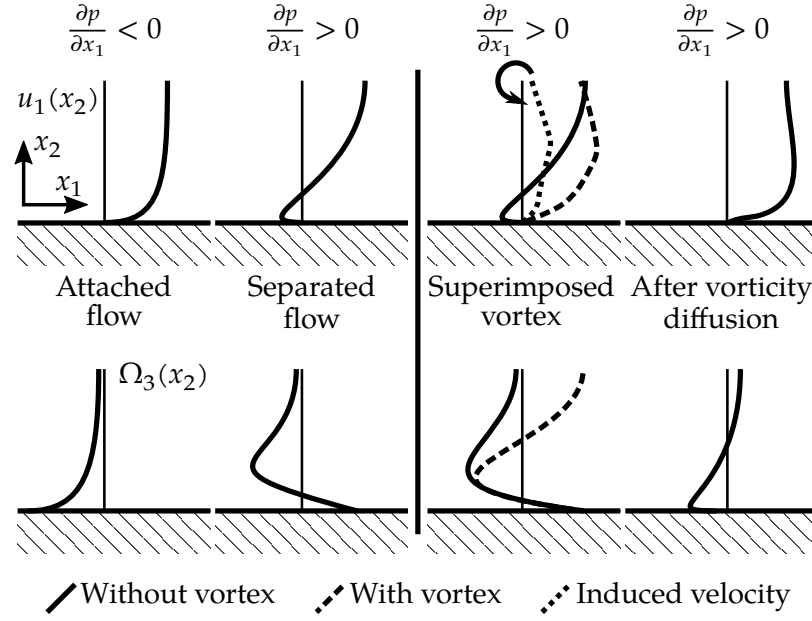 ∂p/∂x₁ < 0
∂p/∂x₁ > 0
∂p/∂x₁ > 0
∂p/∂x₁ > 0
u₁(x₂)
x₂
x₁
Attached
flow
Separated
flow
Superimposed
vortex
After vorticity
diffusion
Ω₃(x₂)
Without vortex
With vortex
Induced velocity